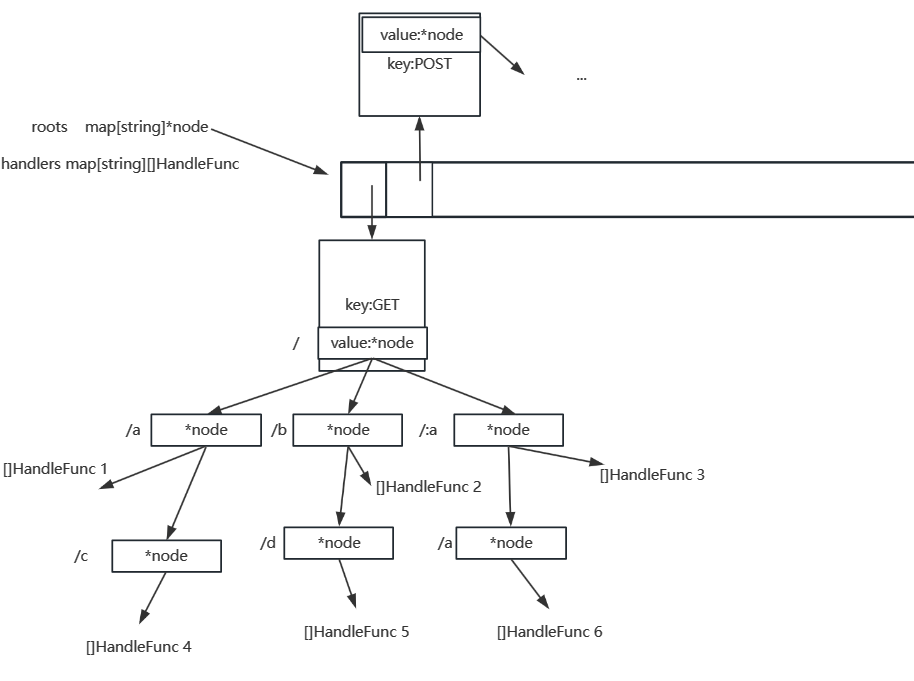 value:*node
key:POST
...
roots map[string]*node
handlers map[string][]HandleFunc
key:GET
/ value:*node
/a *node /b *node /:a *node
[]HandleFunc 1 []HandleFunc 2 []HandleFunc 3
/c *node /d *node /a *node
[]HandleFunc 4 []HandleFunc 5 []HandleFunc 6